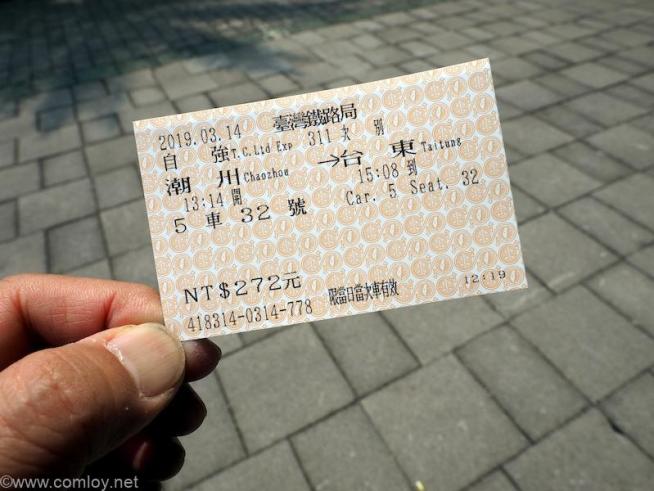 臺灣鐵路局
2019.03.14
自強 T.C.Ltd Exp 311 次 別
潮州 Chaozhou →台東 Taitung
13:14 開 15:08 到
5 車 32 號 Car. 5 Seat. 32
NT$272元 限當日當次車有效 12:19
418314-0314-778
©www.comloy.net